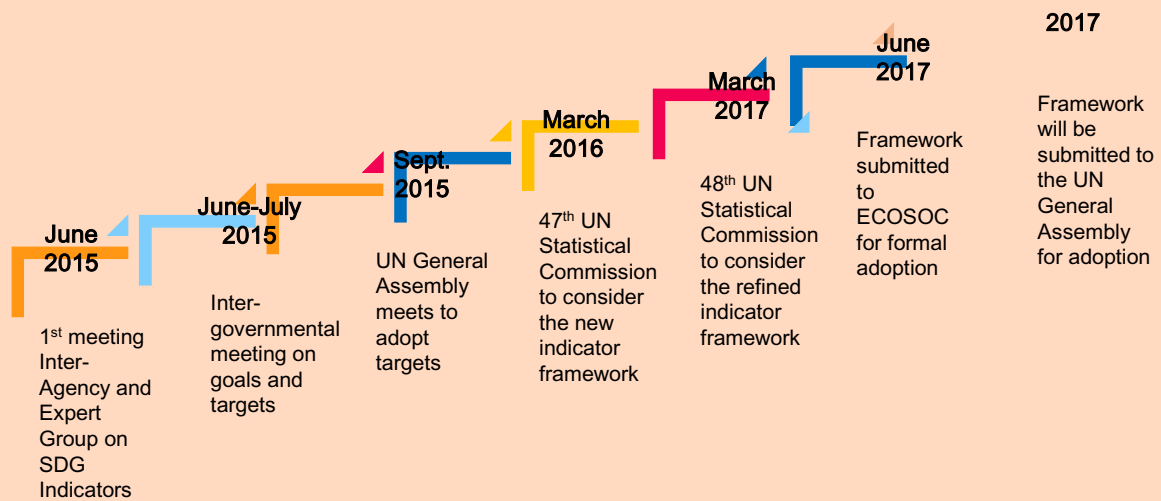 June
2015
1st meeting
Inter-
Agency and
Expert
Group on
SDG
Indicators
June-July
2015
Inter-
governmental
meeting on
goals and
targets
Sept.
2015
UN General
Assembly
meets to
adopt
targets
March
2016
47th UN
Statistical
Commission
to consider
the new
indicator
framework
March
2017
48th UN
Statistical
Commission
to consider
the refined
indicator
framework
June
2017
Framework
submitted
to
ECOSOC
for formal
adoption
2017
Framework
will be
submitted to
the UN
General
Assembly
for adoption